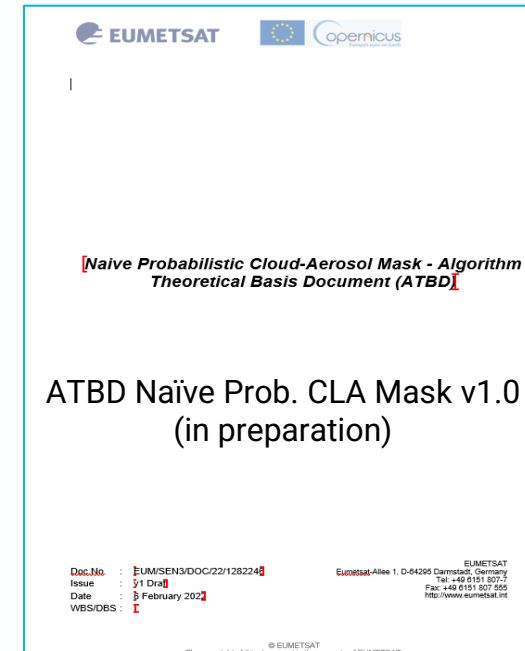 EUMETSAT
opernicus
Naive Probabilistic Cloud-Aerosol Mask - Algorithm
Theoretical Basis Document (ATBD)
ATBD Naïve Prob. CLA Mask v1.0
(in preparation)
Doc.No. : EUM/SEN3/DOC/22/1282246
Issue : v1 Draft
Date : 6 February 2022
WBS/DBS :
EUMETSAT
Eumetsat-Allee 1, D-64295 Darmstadt, Germany
Tel: +49 6151 807-7
Fax: +49 6151 807 555
http://www.eumetsat.int
© EUMETSAT